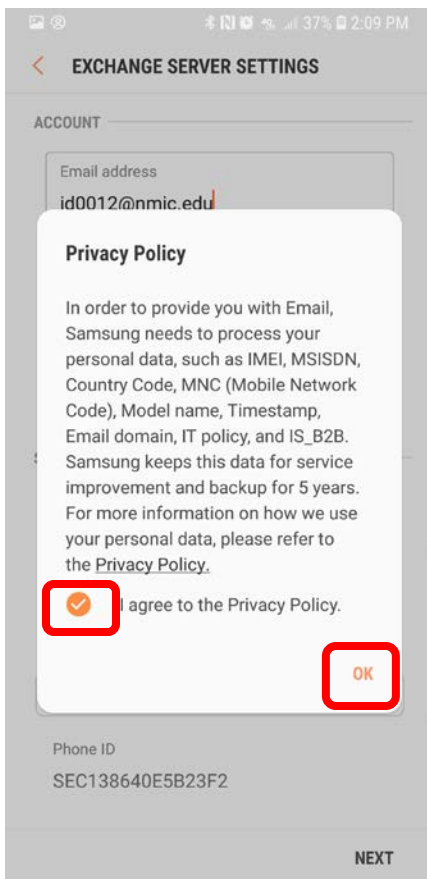 37% 2:09 PM
EXCHANGE SERVER SETTINGS
ACCOUNT
Email address
id0012@nmic.edu
Privacy Policy
In order to provide you with Email,
Samsung needs to process your
personal data, such as IMEI, MSISDN,
Country Code, MNC (Mobile Network
Code), Model name, Timestamp,
Email domain, IT policy, and IS_B2B.
Samsung keeps this data for service
improvement and backup for 5 years.
For more information on how we use
your personal data, please refer to
the Privacy Policy.
I agree to the Privacy Policy.
OK
Phone ID
SEC138640E5B23F2
NEXT